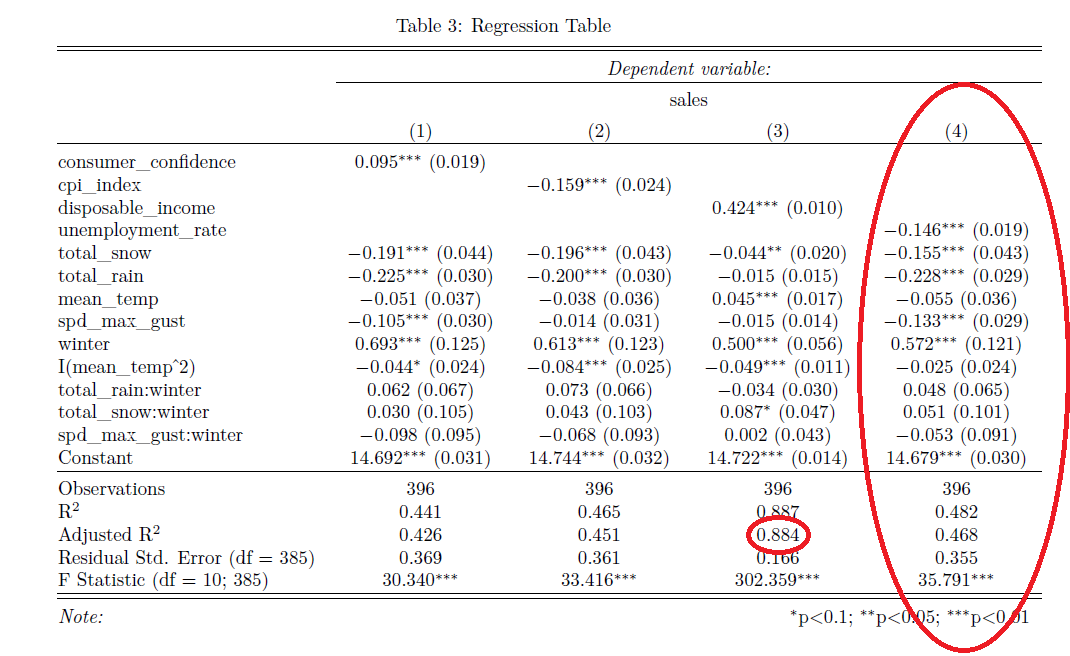 Table 3: Regression Table
Dependent variable:
sales
(1) (2) (3) (4)
consumer_confidence 0.095*** (0.019)
cpi_index −0.159*** (0.024)
disposable_income 0.424*** (0.010)
unemployment_rate −0.146*** (0.019)
total_snow −0.191*** (0.044) −0.196*** (0.043) −0.044** (0.020) −0.155*** (0.043)
total_rain −0.225*** (0.030) −0.200*** (0.030) −0.015 (0.015) −0.228*** (0.029)
mean_temp −0.051 (0.037) −0.038 (0.036) 0.045*** (0.017) −0.055 (0.036)
spd_max_gust −0.105*** (0.030) −0.014 (0.031) −0.015 (0.014) −0.133*** (0.029)
winter 0.693*** (0.125) 0.613*** (0.123) 0.500*** (0.056) 0.572*** (0.121)
I(mean_temp^2) −0.044* (0.024) −0.084*** (0.025) −0.049*** (0.011) −0.025 (0.024)
total_rain:winter 0.062 (0.067) 0.073 (0.066) −0.034 (0.030) 0.048 (0.065)
total_snow:winter 0.030 (0.105) 0.043 (0.103) 0.087* (0.047) 0.051 (0.101)
spd_max_gust:winter −0.098 (0.095) −0.068 (0.093) 0.002 (0.043) −0.053 (0.091)
Constant 14.692*** (0.031) 14.744*** (0.032) 14.722*** (0.014) 14.679*** (0.030)
Observations 396 396 396 396
R² 0.441 0.465 0.887 0.482
Adjusted R² 0.426 0.451 0.884 0.468
Residual Std. Error (df = 385) 0.369 0.361 0.166 0.355
F Statistic (df = 10; 385) 30.340*** 33.416*** 302.359*** 35.791***
Note: *p<0.1; **p<0.05; ***p<0.01